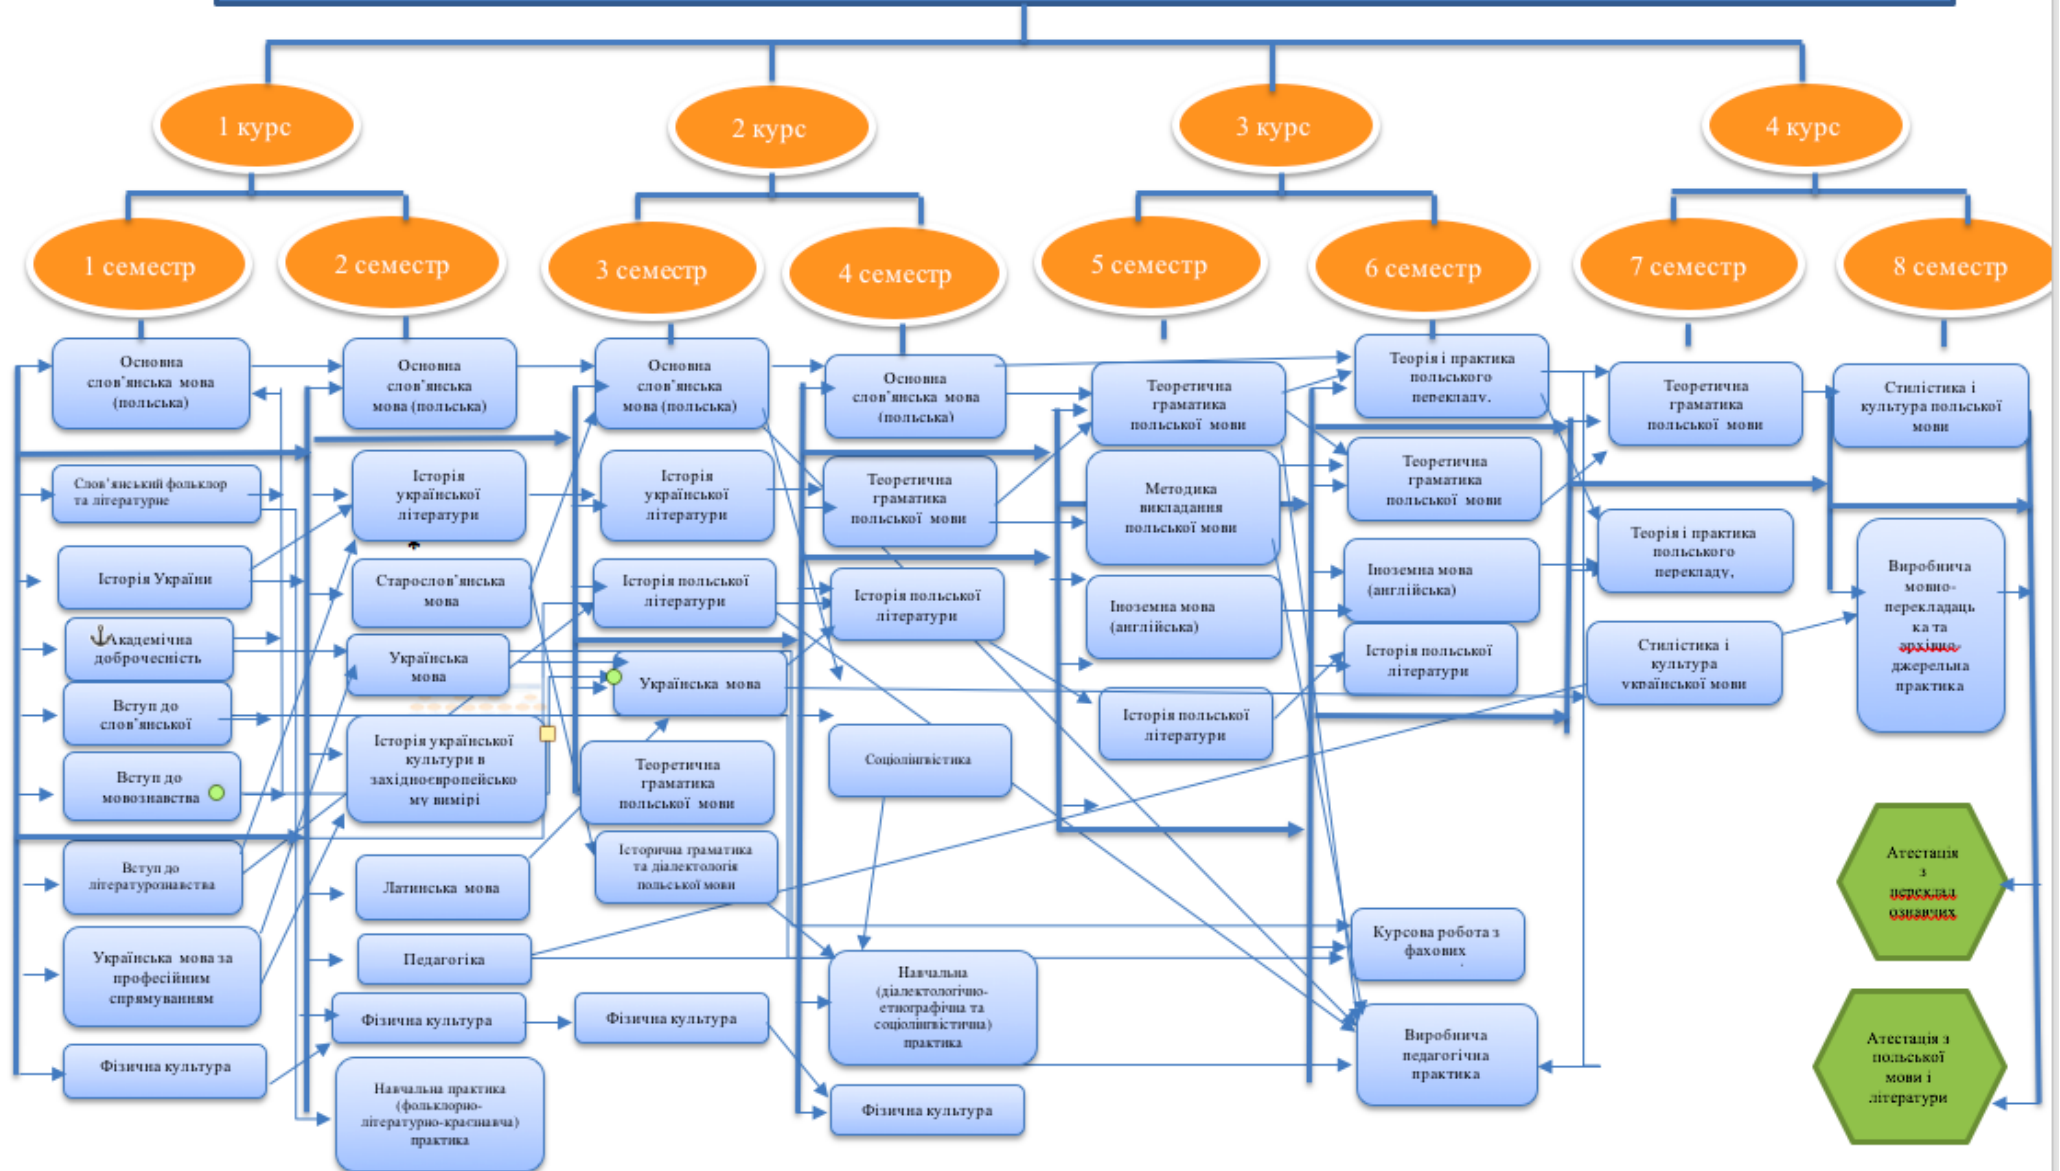 1 курс
2 курс
3 курс
4 курс
1 семестр
2 семестр
3 семестр
4 семестр
5 семестр
6 семестр
7 семестр
8 семестр
Основна
слов’янська мова
(польська)
Слов’янський фольклор
та літературне
Історія України
Академічна
доброчесність
Вступ до
слов’янської
Вступ до
мовознавства
Вступ до
літературознавства
Українська мова за
професійним
спрямуванням
Фізична культура
Основна
слов’янська
мова (польська)
Історія
української
літератури
Старослов’янська
мова
Українська
мова
Історія української
культури в
західноєвропейсько
му вимірі
Латинська мова
Педагогіка
Фізична культура
Навчальна практика
(фольклорно-
літературно-краєзнавча)
практика
Основна
слов’янська
мова (польська)
Історія
української
літератури
Історія польської
літератури
Українська мова
Теоретична
граматика
польської мови
Історична граматика
та діалектологія
польської мови
Фізична культура
Основна
слов’янська мова
(польська)
Теоретична
граматика
польської мови
Історія польської
літератури
Соціолінгвістика
Навчальна
(діалектологічно-
етнографічна та
соціолінгвістична)
практика
Фізична культура
Теоретична
граматика
польської мови
Методика
викладання
польської мови
Іноземна мова
(англійська)
Історія польської
літератури
Теорія і практика
польського
перекладу.
Теоретична
граматика
польської мови
Іноземна мова
(англійська)
Історія польської
літератури
Курсова робота з
фахових
Виробнича
педагогічна
практика
Теоретична
граматика
польської мови
Теорія і практика
польського
перекладу,
Стилістика і
культура
української мови
Стилістика і
культура польської
мови
Виробнича
мовно-
перекладаць
ка та
архівно-
джерельна
практика
Атестація
з
переклад
ознавчих
Атестація з
польської
мови і
літератури